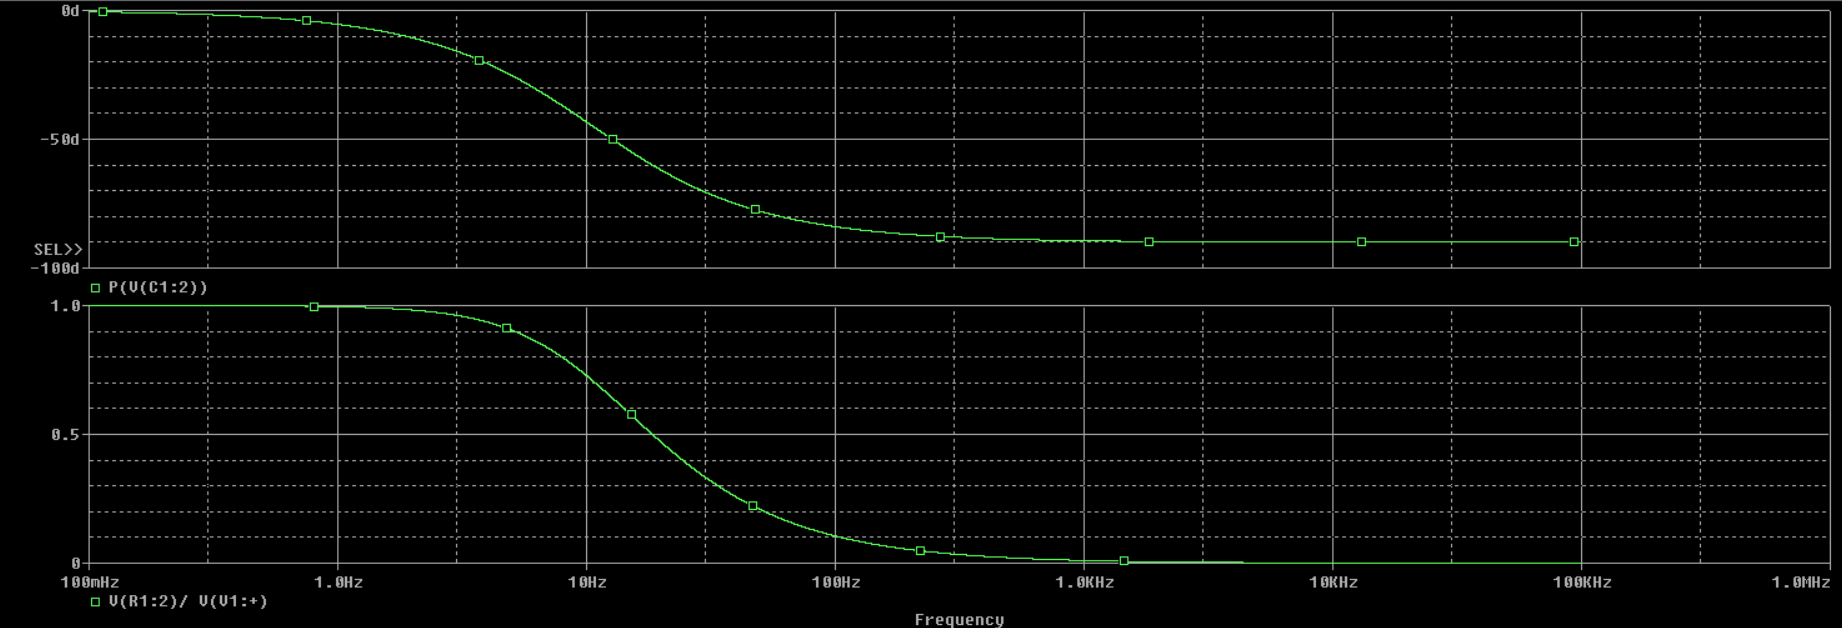 0d
-50d
SEL>>
-100d
P(V(C1:2))
1.0
0.5
0
100mHz 1.0Hz 10Hz 100Hz 1.0KHz 10KHz 100KHz 1.0MHz
V(R1:2)/ V(V1:+)
Frequency